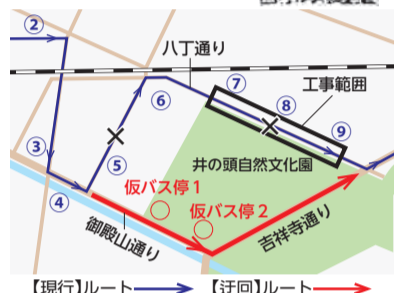 ②
八丁通り
⑦
工事範囲
⑥
⑧
⑨
③
⑤
井の頭自然文化園
④
仮バス停1
仮バス停2
御殿山通り
吉祥寺通り
【現行】ルート
【迂回】ルート